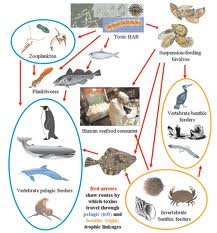 Toxic HAB
Zooplankton
Suspension-feeding
bivalves
Planktivores
Human seafood consumer
Vertebrate benthic
feeders
Vertebrate pelagic feeders
Red arrows
show routes by
which toxins
travel through
pelagic (left) and
benthic (right)
trophic linkages
Invertebrate
benthic feeders